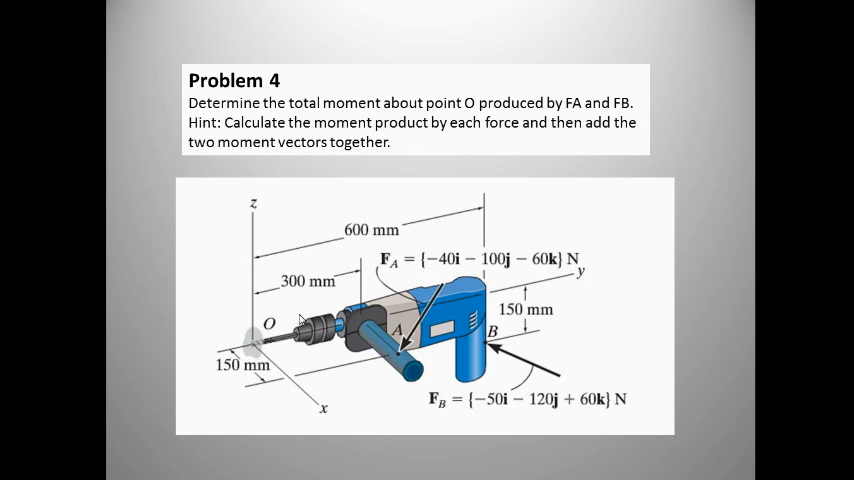 Problem 4
Determine the total moment about point O produced by FA and FB.
Hint: Calculate the moment product by each force and then add the
two moment vectors together.
z
600 mm
F_A = {−40i − 100j − 60k} N
y
300 mm
150 mm
O
A
B
150 mm
x
F_B = {−50i − 120j + 60k} N